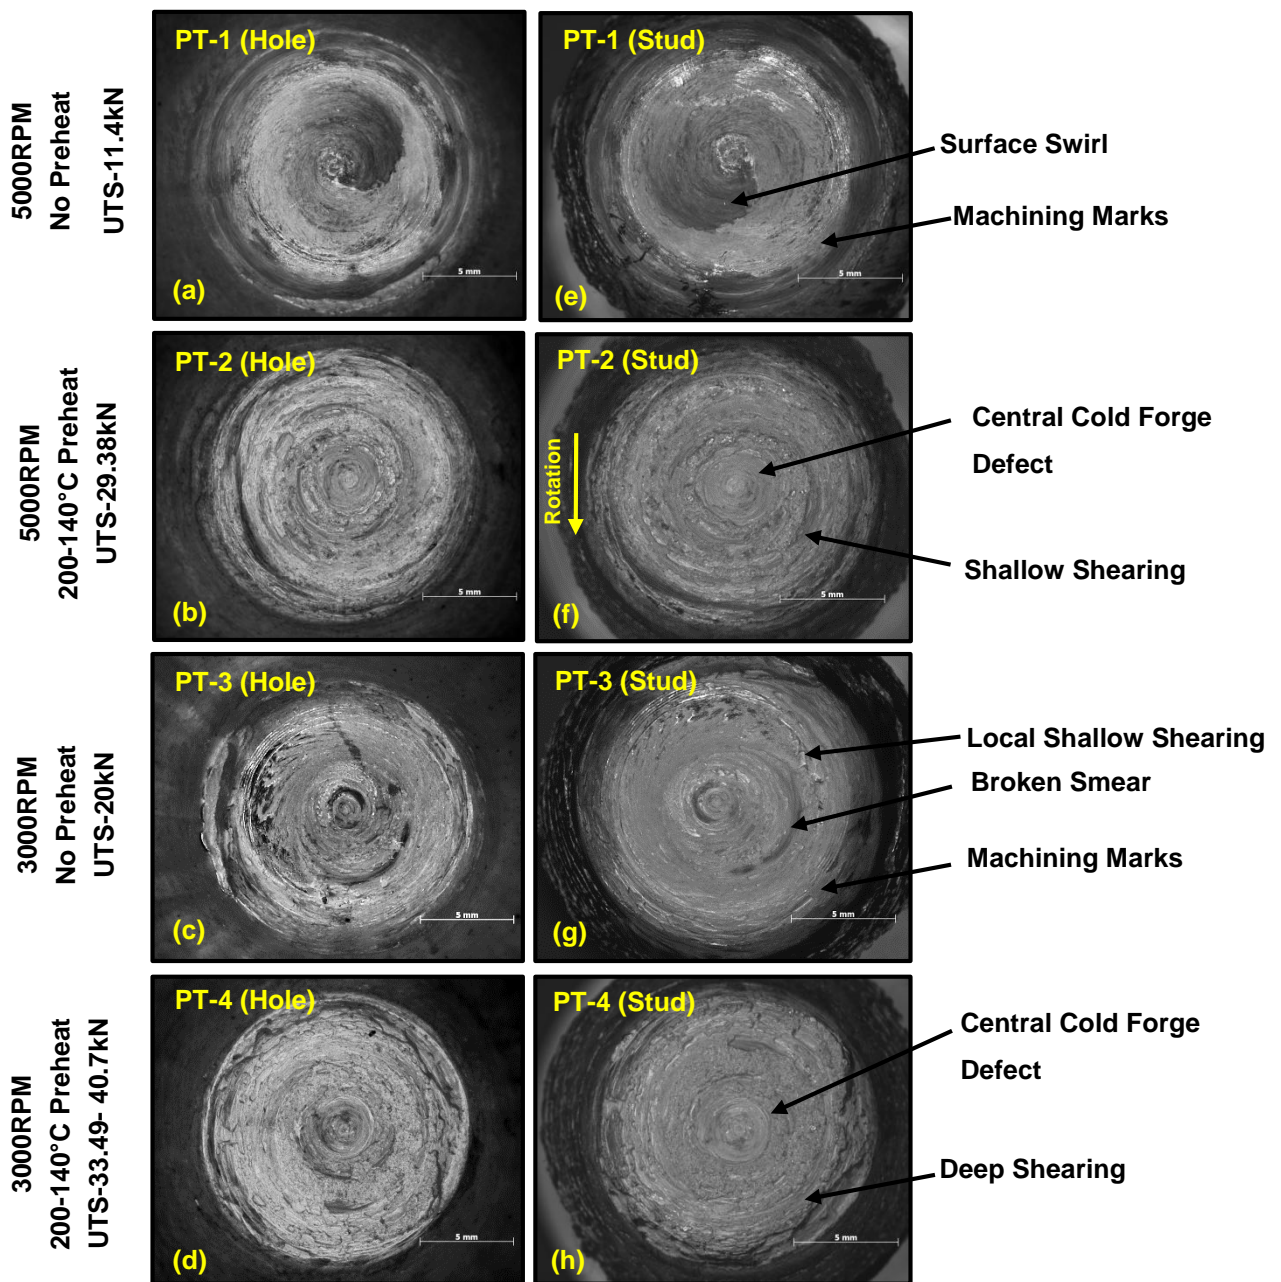 5000RPM
No Preheat
UTS-11.4kN
PT-1 (Hole)
5 mm
(a)
PT-1 (Stud)
5 mm
(e)
Surface Swirl
Machining Marks
5000RPM
200-140°C Preheat
UTS-29.38kN
PT-2 (Hole)
5 mm
(b)
PT-2 (Stud)
Rotation
5 mm
(f)
Central Cold Forge
Defect
Shallow Shearing
3000RPM
No Preheat
UTS-20kN
PT-3 (Hole)
5 mm
(c)
PT-3 (Stud)
5 mm
(g)
Local Shallow Shearing
Broken Smear
Machining Marks
3000RPM
200-140°C Preheat
UTS-33.49- 40.7kN
PT-4 (Hole)
5 mm
(d)
PT-4 (Stud)
5 mm
(h)
Central Cold Forge
Defect
Deep Shearing